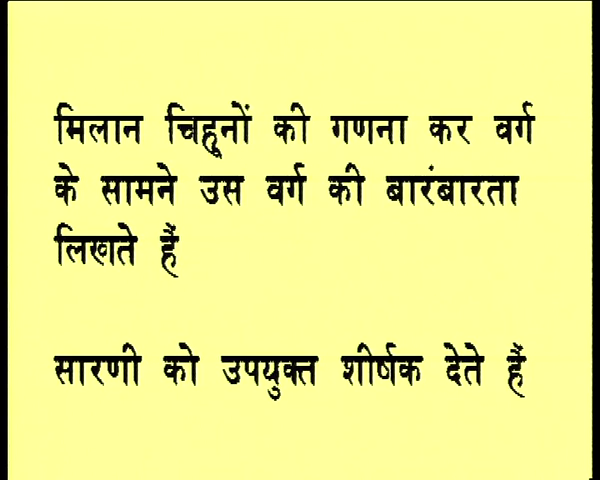 मिलान चिह्नों की गणना कर वर्ग
के सामने उस वर्ग की बारंबारता
लिखते हैं
सारणी को उपयुक्त शीर्षक देते हैं